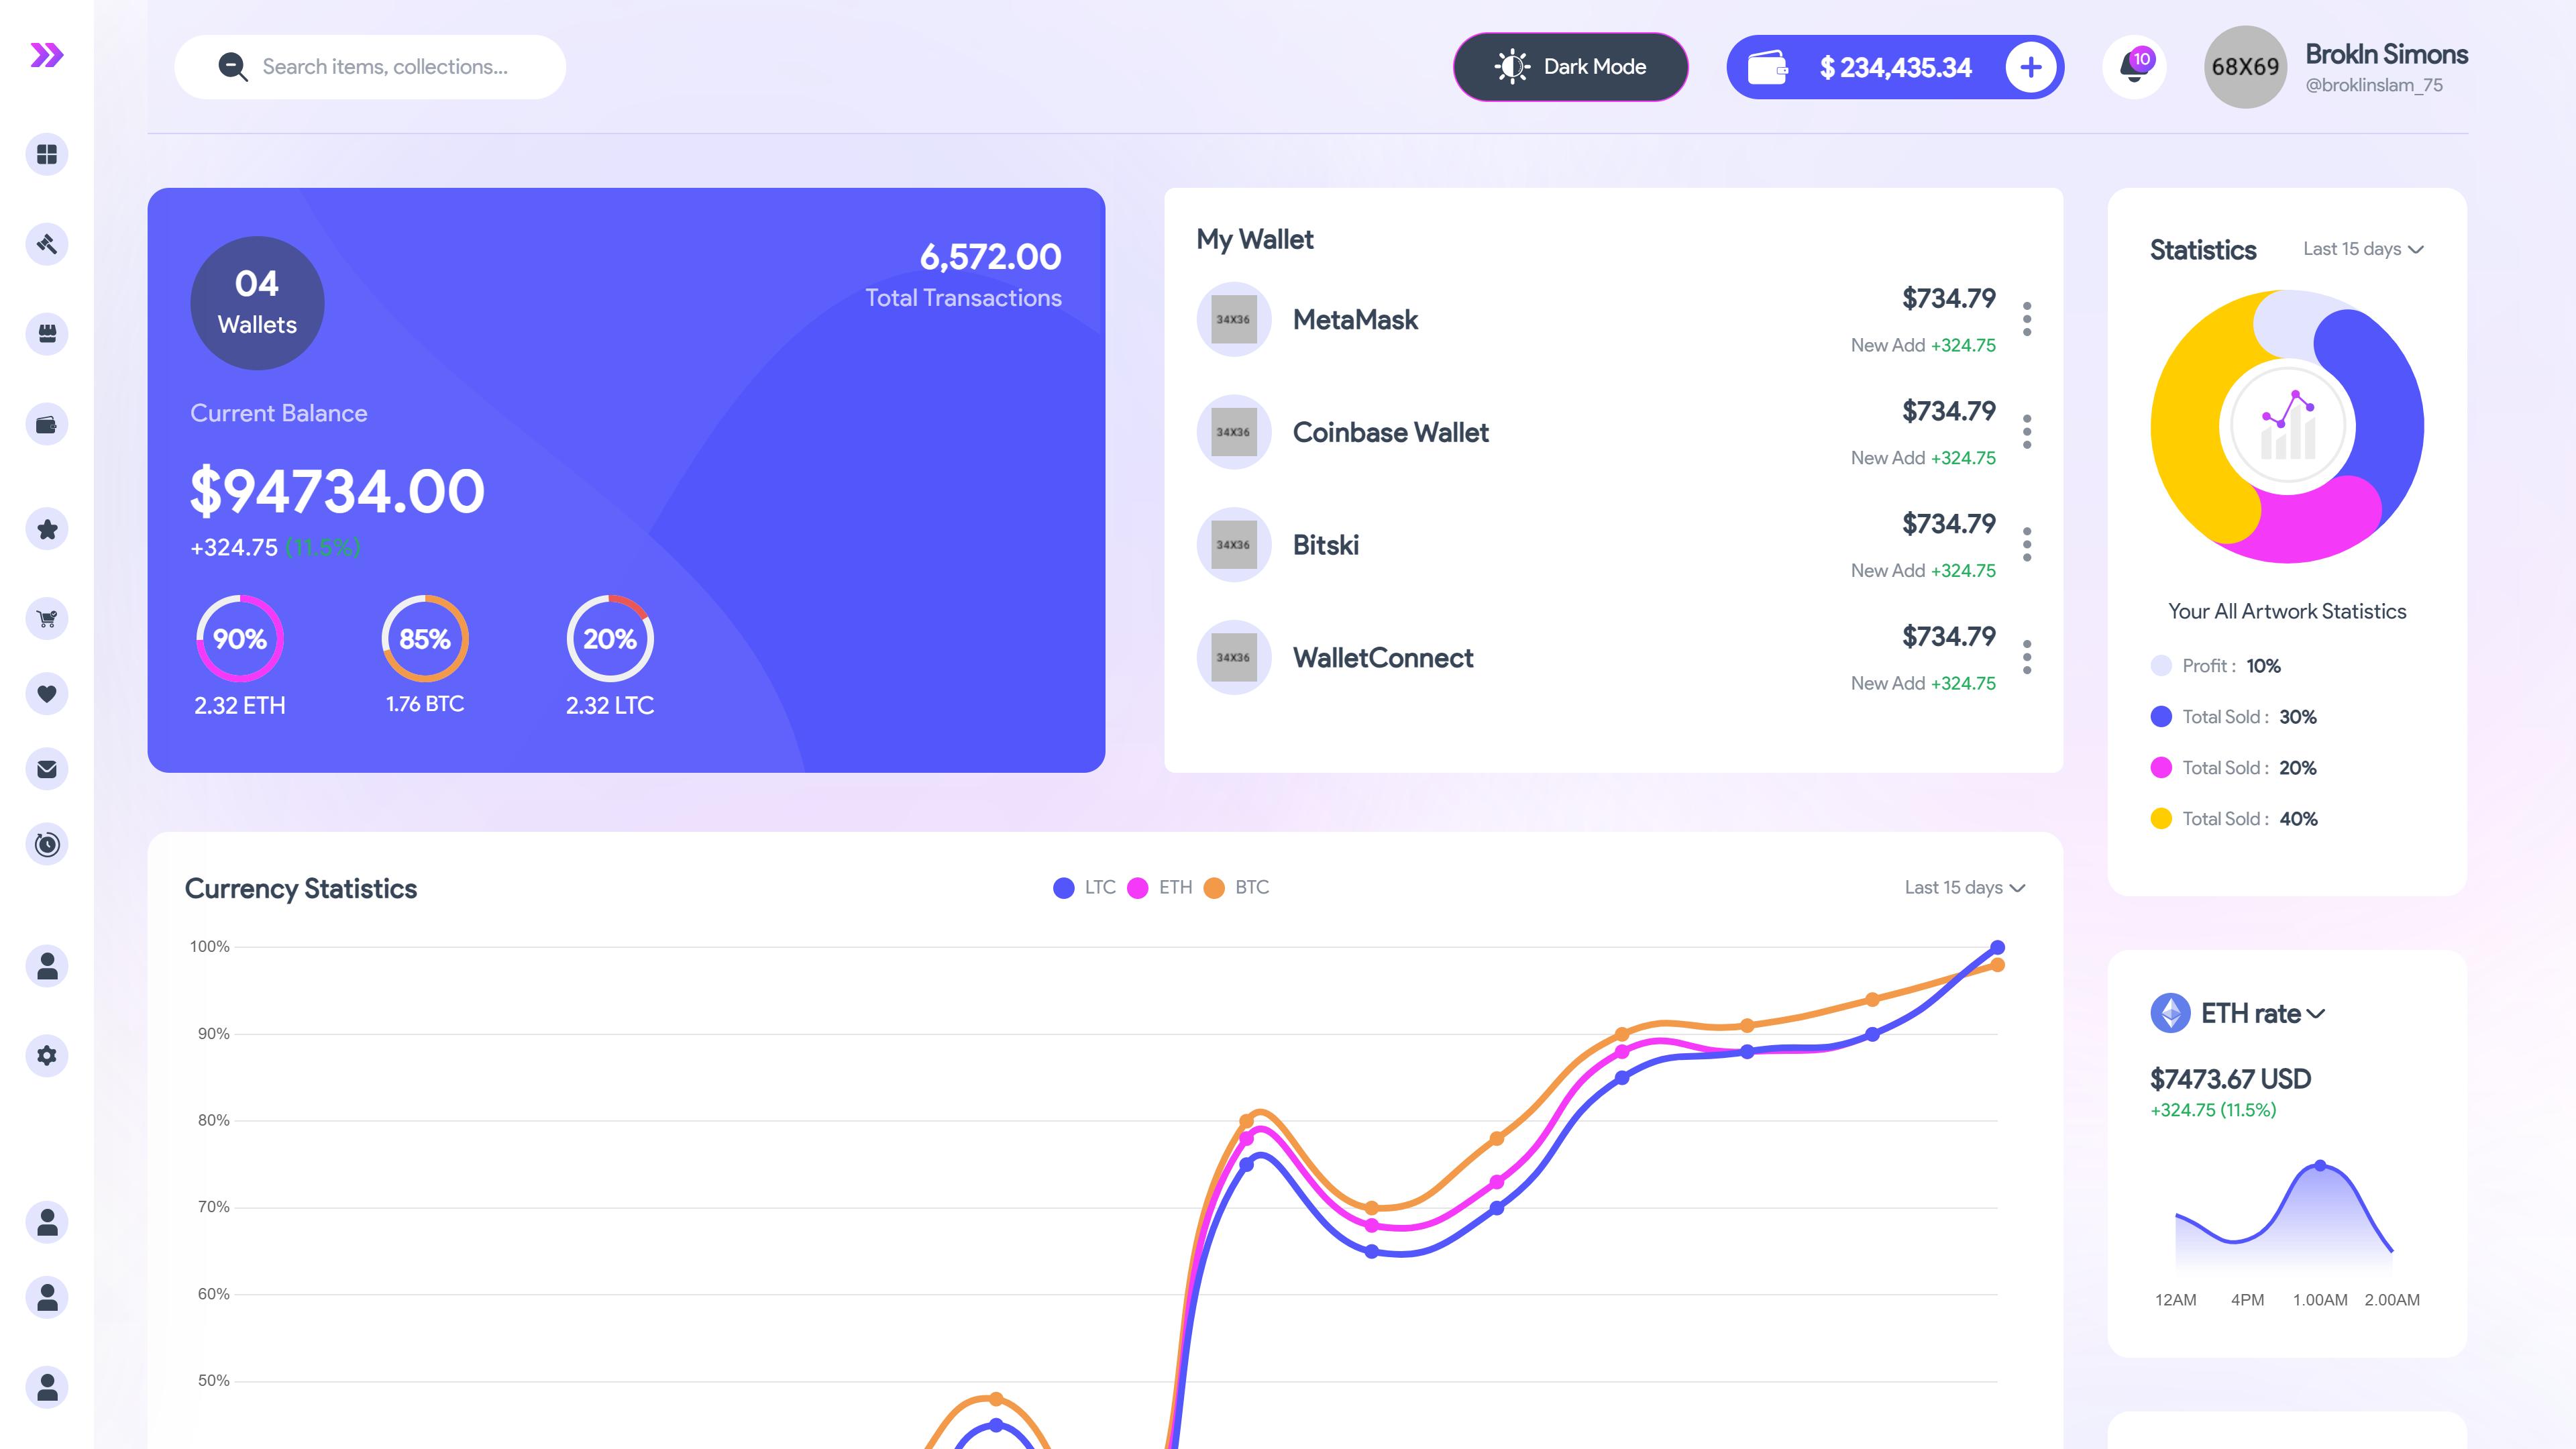 Search items, collections...
Dark Mode
$ 234,435.34
10
68X69
Brokln Simons
@broklinslam_75
04
Wallets
6,572.00
Total Transactions
Current Balance
$94734.00
+324.75 (11.5%)
90%
85%
20%
2.32 ETH
1.76 BTC
2.32 LTC
My Wallet
34X36
MetaMask
$734.79
New Add +324.75
34X36
Coinbase Wallet
$734.79
New Add +324.75
34X36
Bitski
$734.79
New Add +324.75
34X36
WalletConnect
$734.79
New Add +324.75
Statistics
Last 15 days
Your All Artwork Statistics
Profit : 10%
Total Sold : 30%
Total Sold : 20%
Total Sold : 40%
Currency Statistics
LTC
ETH
BTC
Last 15 days
100%
90%
80%
70%
60%
50%
ETH rate
$7473.67 USD
+324.75 (11.5%)
12AM
4PM
1.00AM
2.00AM